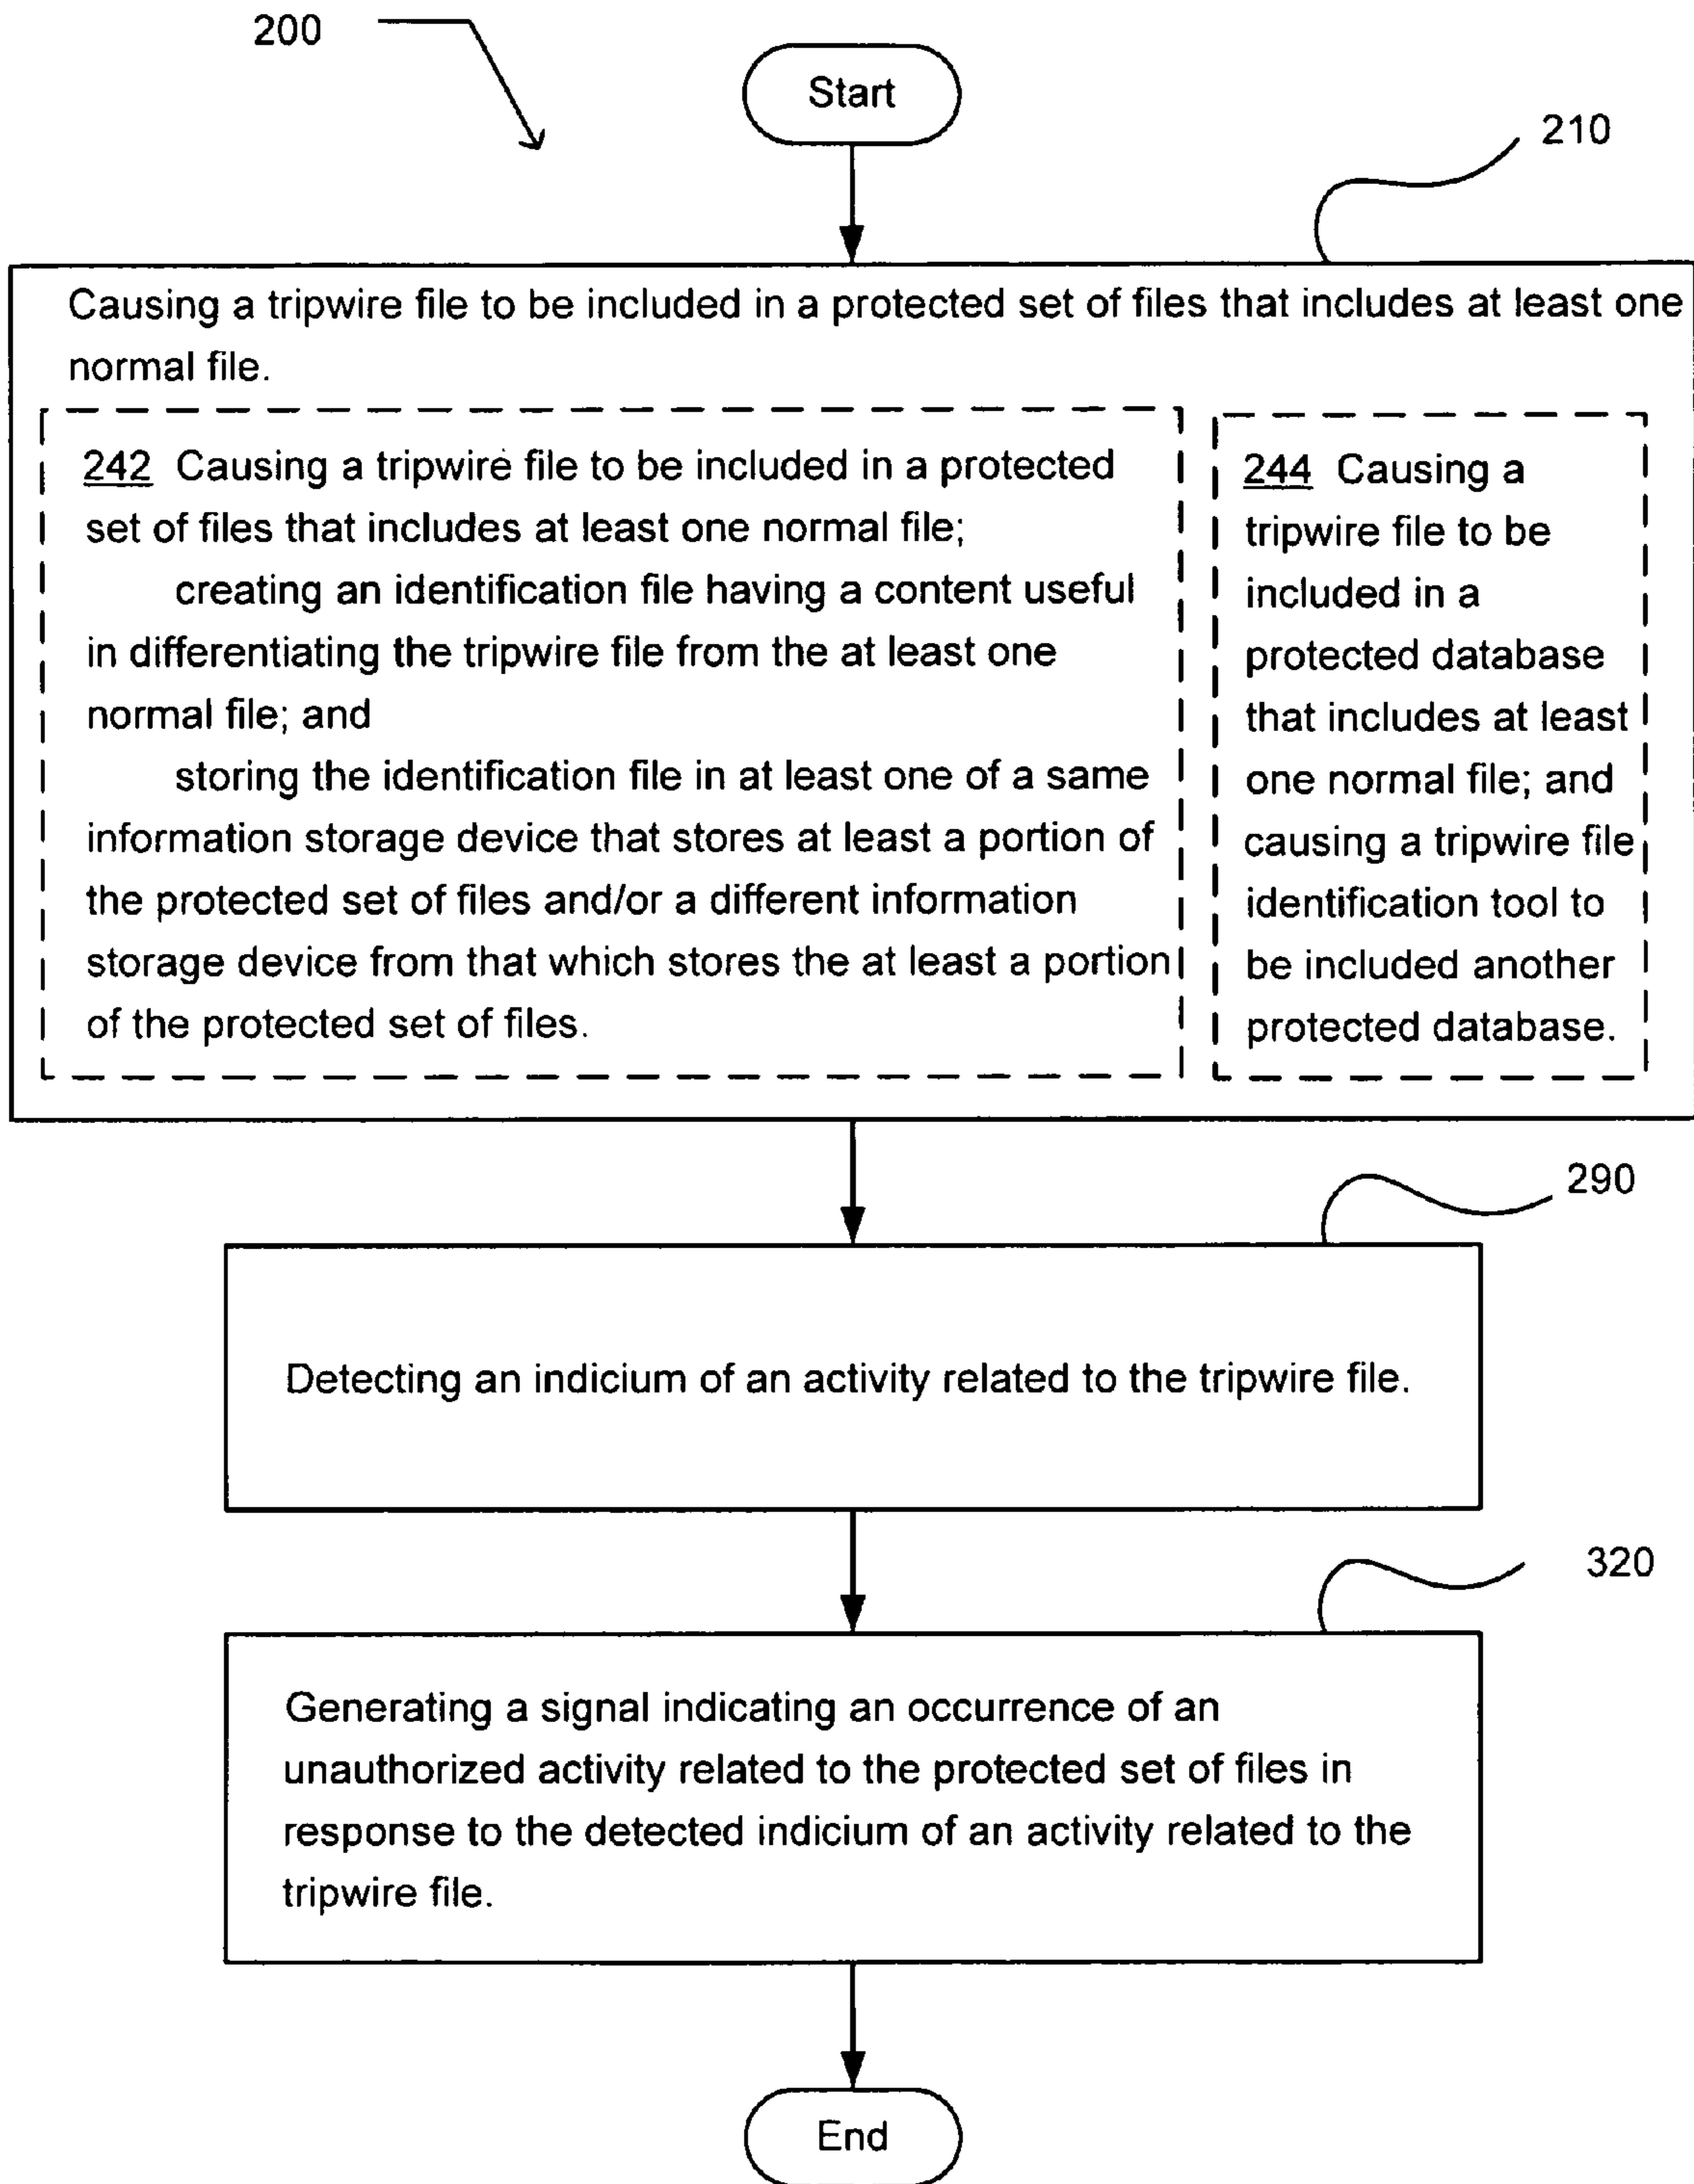 200
Start
210
Causing a tripwire file to be included in a protected set of files that includes at least one
normal file.
242 Causing a tripwire file to be included in a protected
set of files that includes at least one normal file;
creating an identification file having a content useful
in differentiating the tripwire file from the at least one
normal file; and
storing the identification file in at least one of a same
information storage device that stores at least a portion of
the protected set of files and/or a different information
storage device from that which stores the at least a portion
of the protected set of files.
244 Causing a
tripwire file to be
included in a
protected database
that includes at least
one normal file; and
causing a tripwire file
identification tool to
be included another
protected database.
290
Detecting an indicium of an activity related to the tripwire file.
320
Generating a signal indicating an occurrence of an
unauthorized activity related to the protected set of files in
response to the detected indicium of an activity related to the
tripwire file.
End